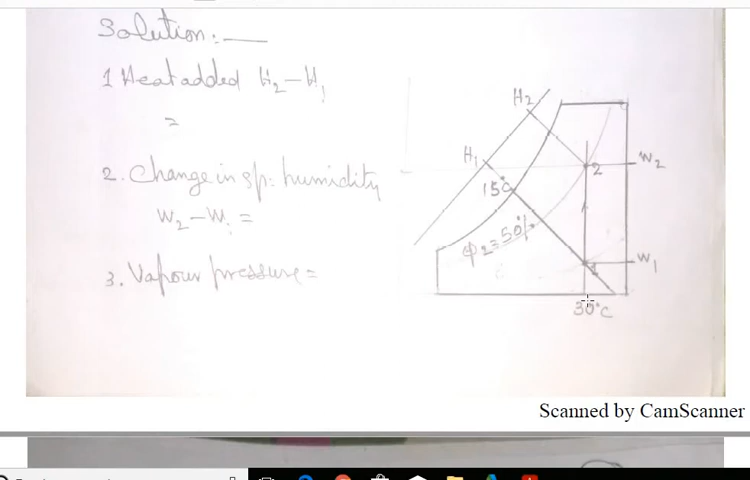 Solution:—
1 Heat added H₂–H₁
=
2. Change in sp. humidity
W₂–W₁ =
3. Vapour pressure =
H₂
H₁
15°C
φ₂=50%
2
W₂
1
W₁
30°C
Scanned by CamScanner